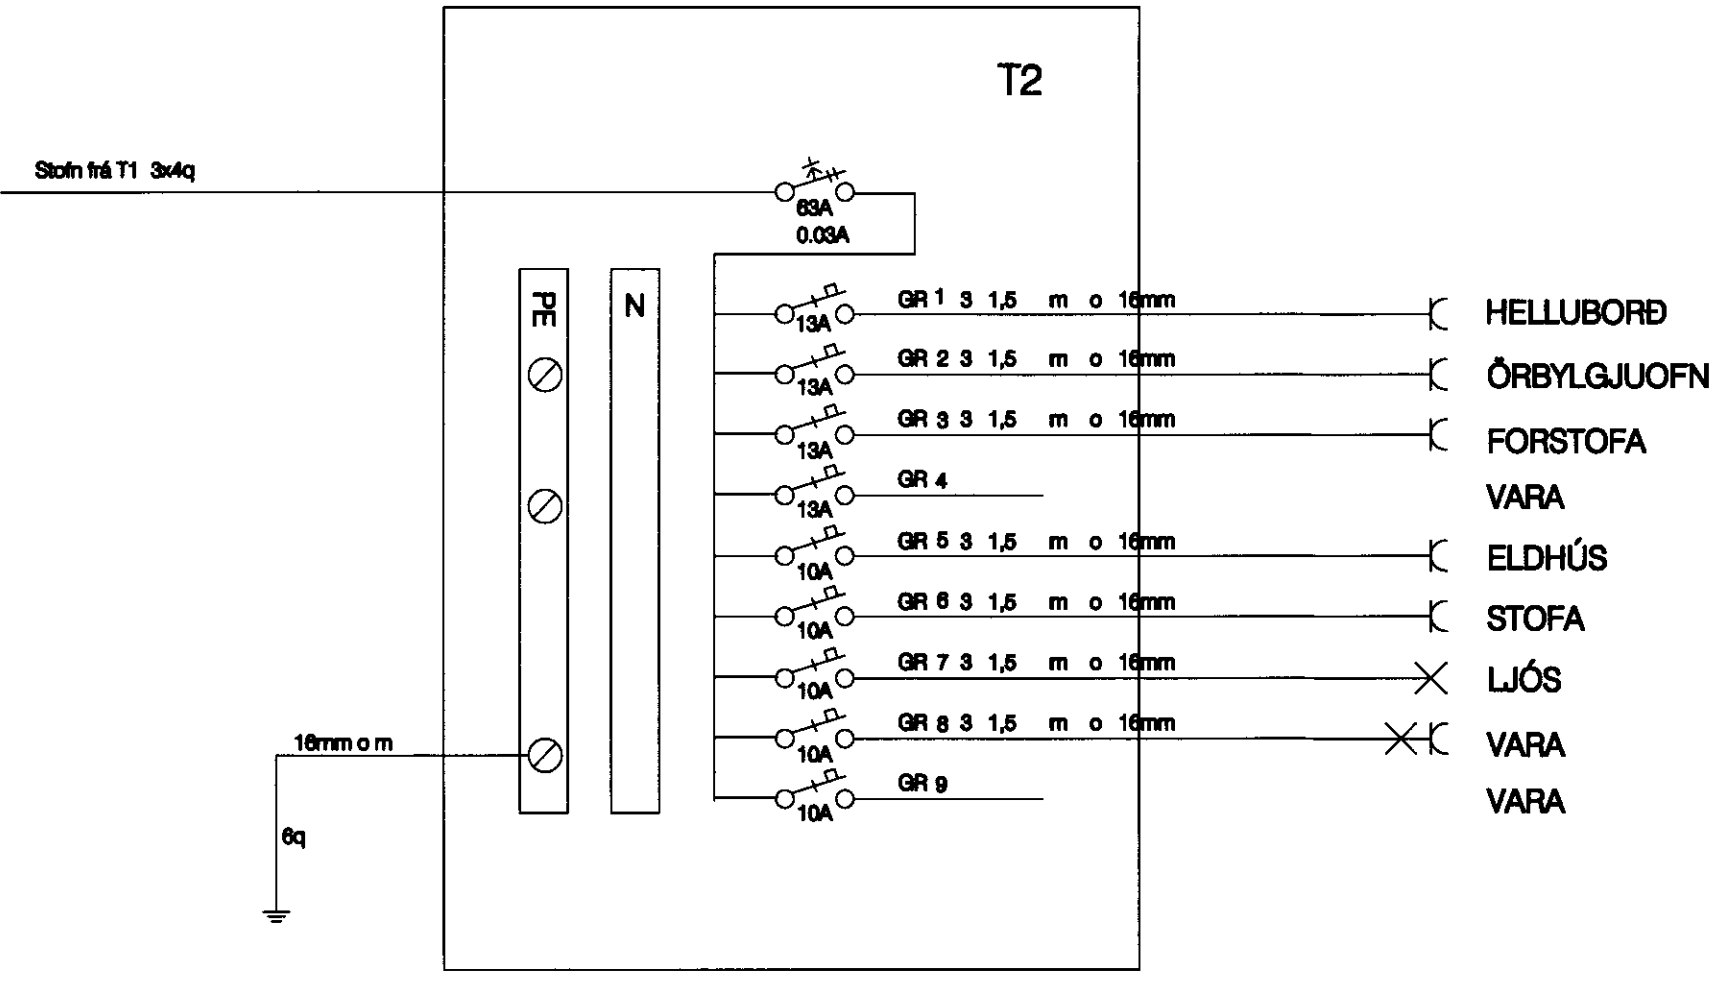 T2
Stofn frá T1 3x4q
63A
0.03A
PE
N
GR 1 3 1,5 m o 16mm
13A
HELLUBORÐ
GR 2 3 1,5 m o 16mm
13A
ÖRBYLGJUOFN
GR 3 3 1,5 m o 16mm
13A
FORSTOFA
GR 4
13A
VARA
GR 5 3 1,5 m o 16mm
10A
ELDHÚS
GR 6 3 1,5 m o 16mm
10A
STOFA
GR 7 3 1,5 m o 16mm
10A
LJÓS
GR 8 3 1,5 m o 16mm
10A
VARA
GR 9
10A
VARA
16mm o m
6q